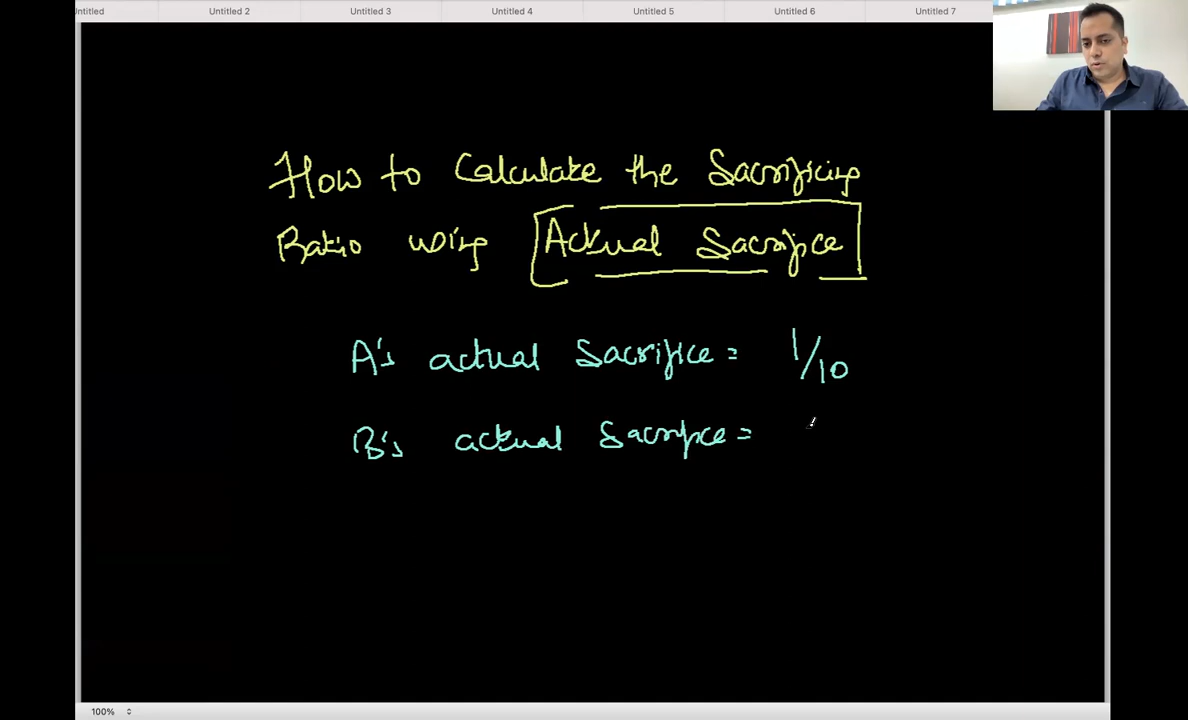 ntitled Untitled 2 Untitled 3 Untitled 4 Untitled 5 Untitled 6 Untitled 7
How to Calculate the Sacrificing
Ratio using Actual Sacrifice
A's actual Sacrifice = 1/10
B's actual Sacrifice =
100%